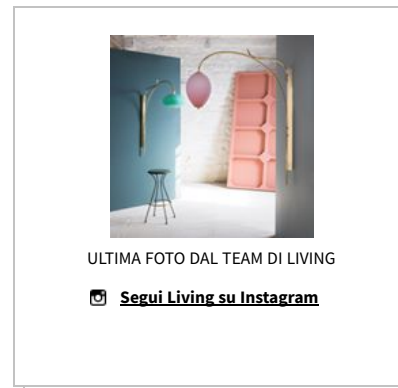 ULTIMA FOTO DAL TEAM DI LIVING
Segui Living su Instagram